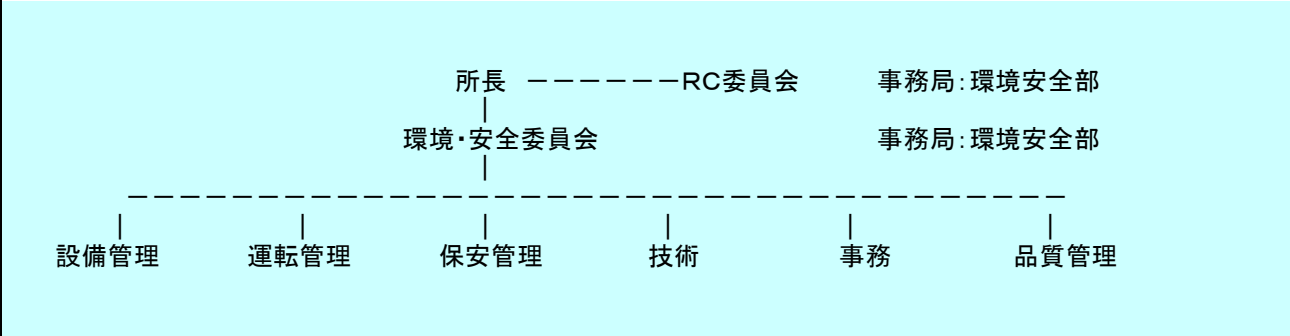 所長 －－－－－－RC委員会 事務局：環境安全部
|
環境・安全委員会 事務局：環境安全部
|
－－－－－－－－－－－－－－－－－－－－－－－－－－－－－－－－－－－－
| | | | | |
設備管理 運転管理 保安管理 技術 事務 品質管理